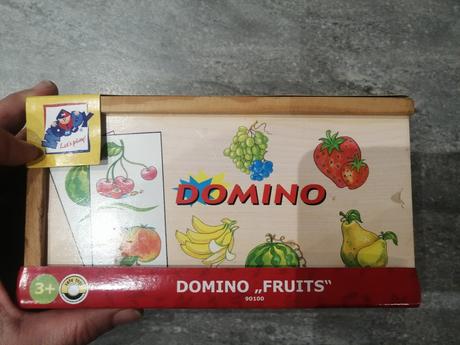 Let's play!
DOMINO
3+
DOMINO „FRUITS“
90100